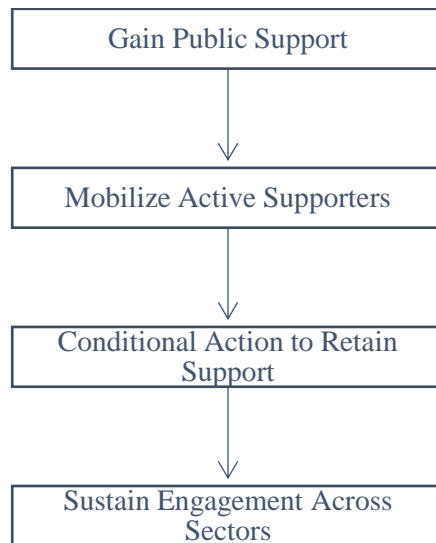 Gain Public Support
Mobilize Active Supporters
Conditional Action to Retain
Support
Sustain Engagement Across
Sectors